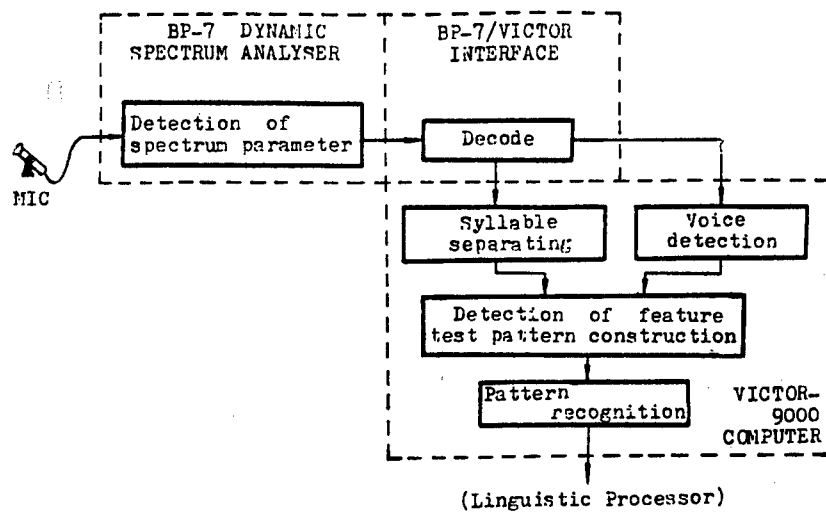 BP-7 DYNAMIC
SPECTRUM ANALYSER
BP-7/VICTOR
INTERFACE
Detection of
spectrum parameter
Decode
MIC
Syllable
separating
Voice
detection
Detection of feature
test pattern construction
Pattern
recognition
VICTOR-
9000
COMPUTER
(Linguistic Processor)